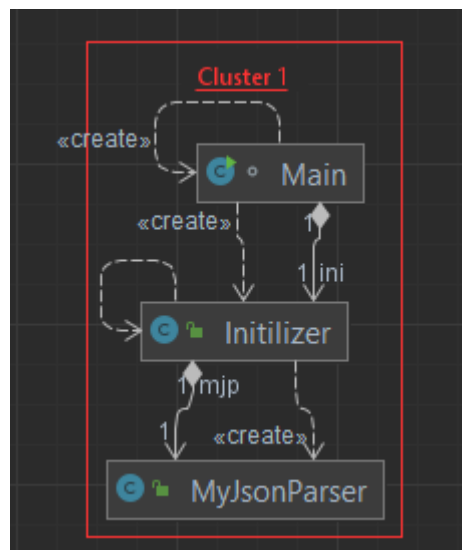 Cluster 1
«create»
Main
«create»
1
1 ini
Initilizer
1 mjp
1
«create»
MyJsonParser